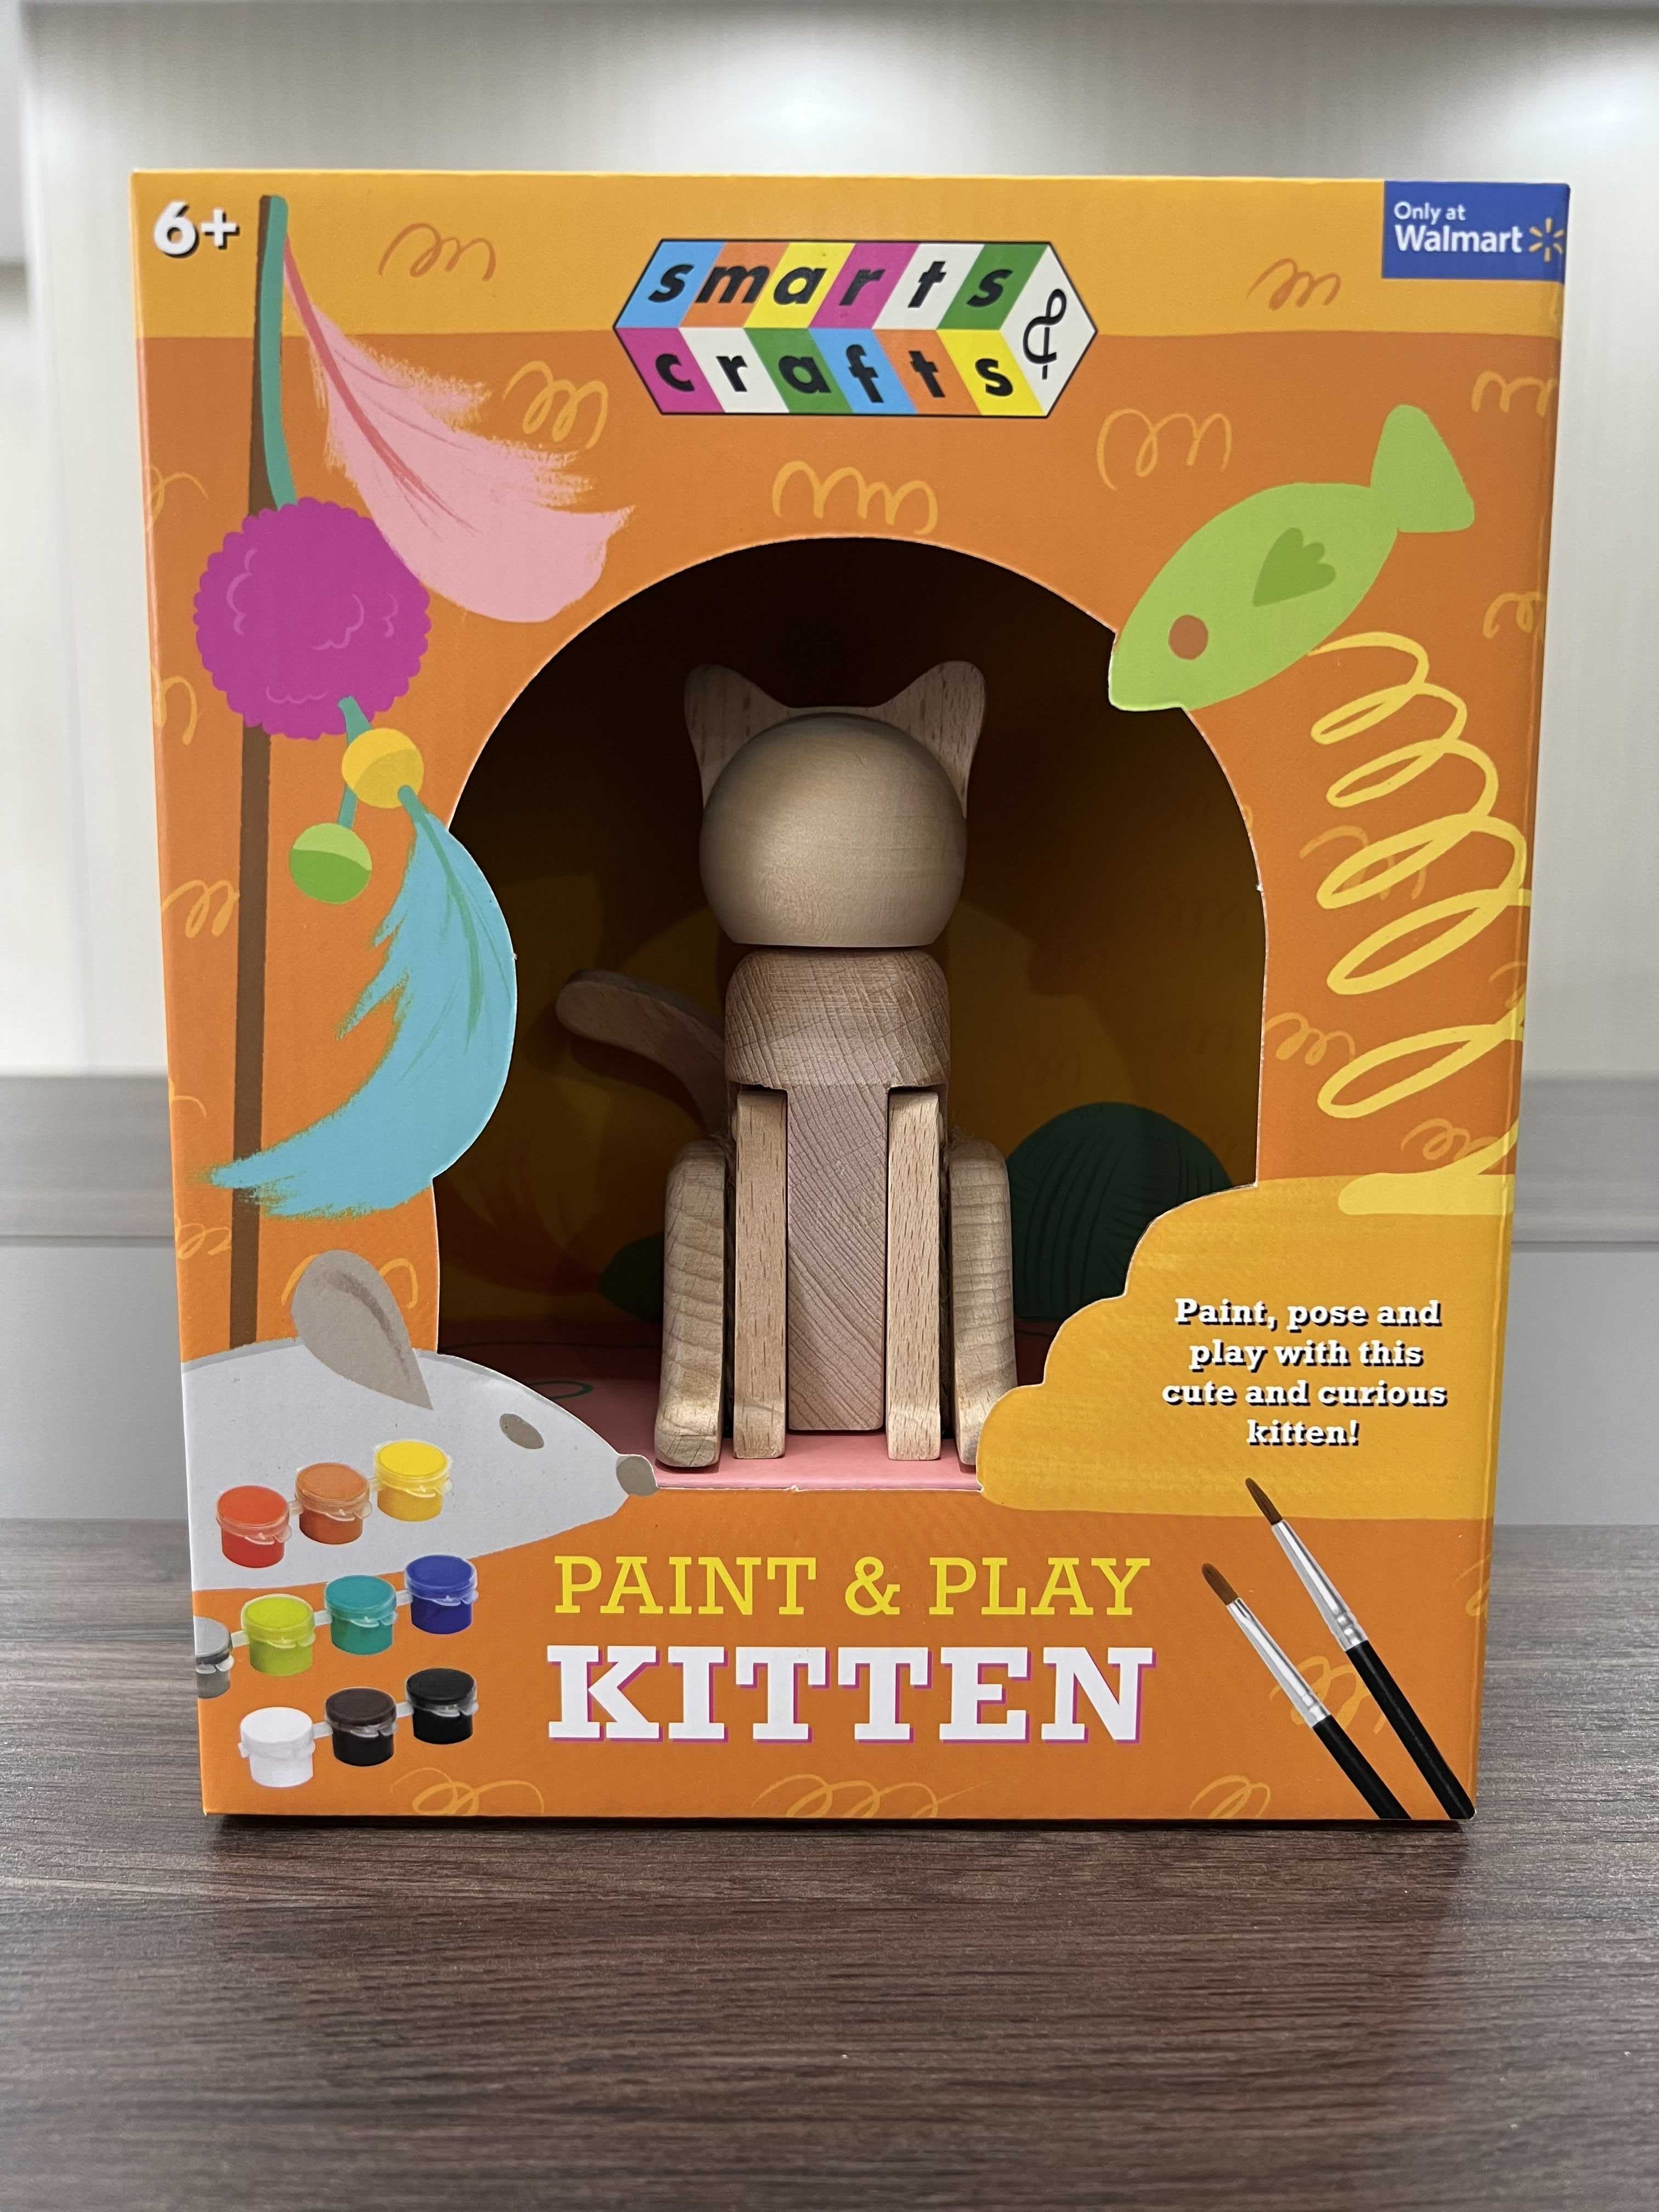 6+
Only at
Walmart
smarts
&
crafts
Paint, pose and
play with this
cute and curious
kitten!
PAINT & PLAY
KITTEN